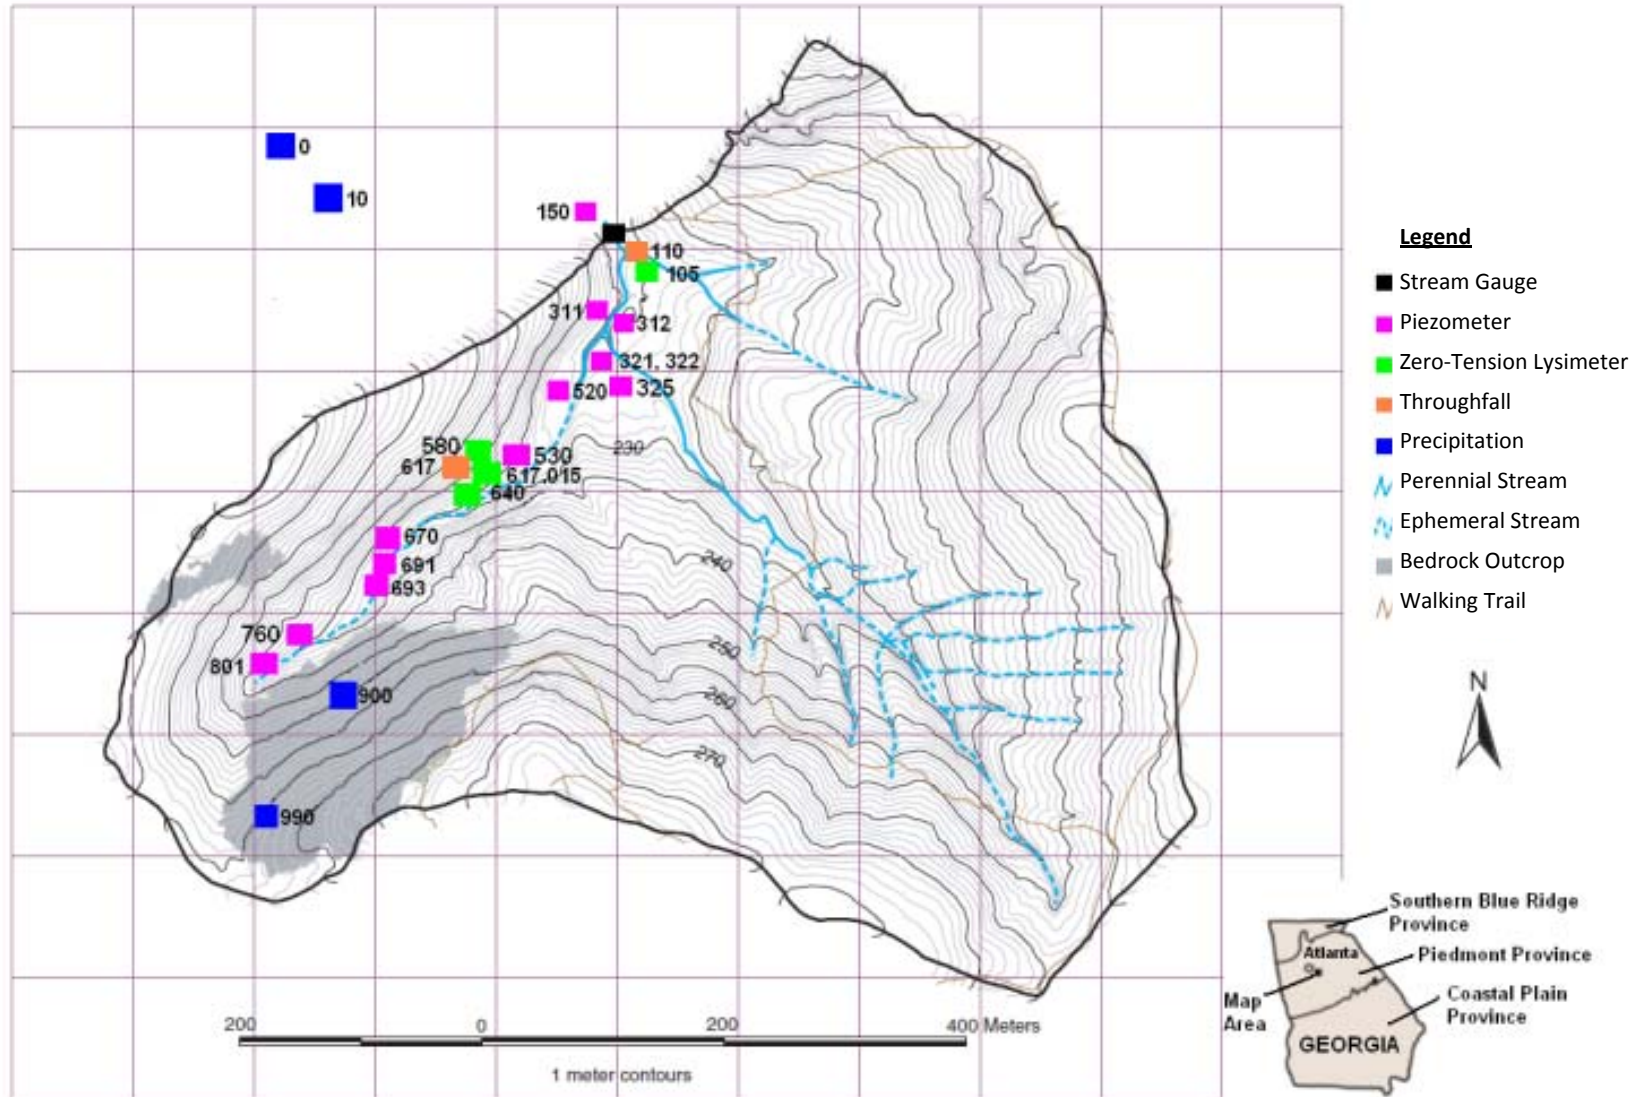 0
10
150
110
105
311
312
321, 322
520
325
580
530
617
617.015
640
230
670
691
693
760
801
900
990
240
250
260
270
Legend
Stream Gauge
Piezometer
Zero-Tension Lysimeter
Throughfall
Precipitation
Perennial Stream
Ephemeral Stream
Bedrock Outcrop
Walking Trail
N
200
0
200
400 Meters
1 meter contours
Southern Blue Ridge
Province
Atlanta
Piedmont Province
Map
Area
Coastal Plain
Province
GEORGIA